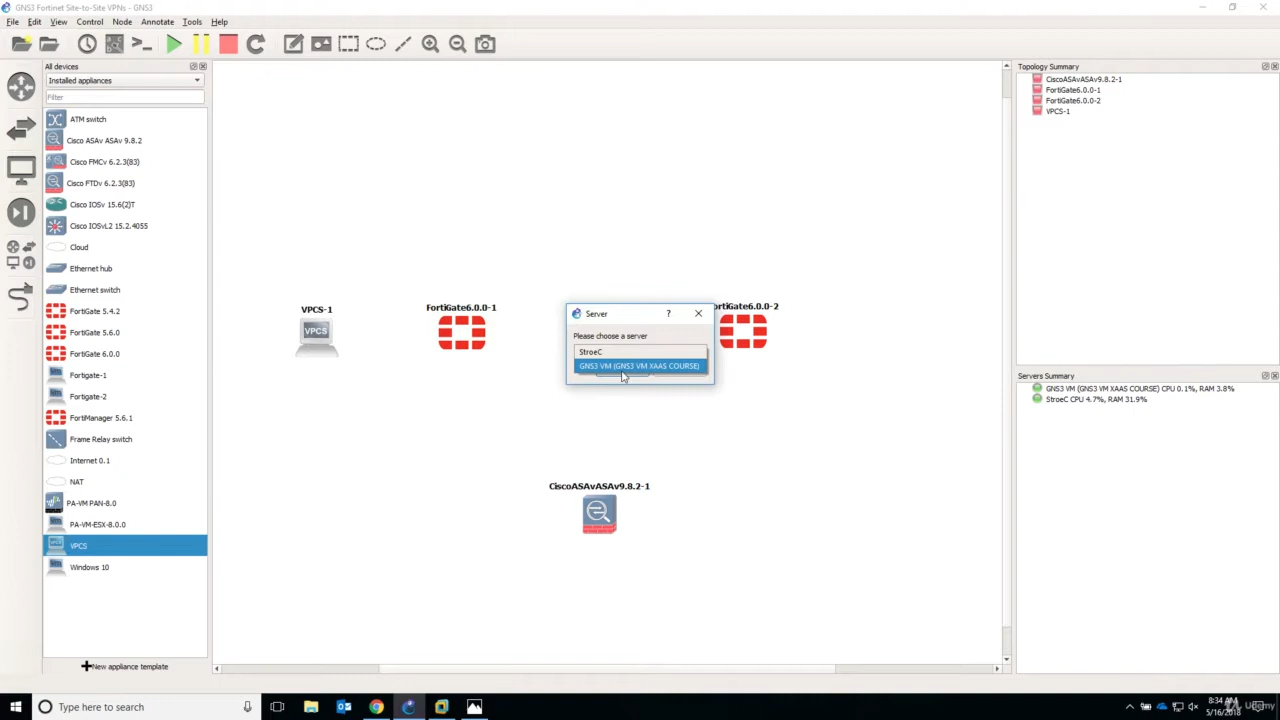 GNS3 Fortinet Site-to-Site VPNs - GNS3
File Edit View Control Node Annotate Tools Help
All devices
Installed appliances
Filter
ATM switch
Cisco ASAv ASAv 9.8.2
Cisco FMCv 6.2.3(83)
Cisco FTDv 6.2.3(83)
Cisco IOSv 15.6(2)T
Cisco IOSvL2 15.2.4055
Cloud
Ethernet hub
Ethernet switch
FortiGate 5.4.2
FortiGate 5.6.0
FortiGate 6.0.0
Fortigate-1
Fortigate-2
FortiManager 5.6.1
Frame Relay switch
Internet 0.1
NAT
PA-VM PAN-8.0
PA-VM-ESX-8.0.0
VPCS
Windows 10
New appliance template
VPCS-1
VPCS
FortiGate6.0.0-1
ortiGate6.0.0-2
CiscoASAvASAv9.8.2-1
Server
?
Please choose a server
StroeC
GNS3 VM (GNS3 VM XAAS COURSE)
Topology Summary
CiscoASAvASAv9.8.2-1
FortiGate6.0.0-1
FortiGate6.0.0-2
VPCS-1
Servers Summary
GNS3 VM (GNS3 VM XAAS COURSE) CPU 0.1%, RAM 3.8%
StroeC CPU 4.7%, RAM 31.9%
Type here to search
8:34 AM
5/16/2018
Udemy